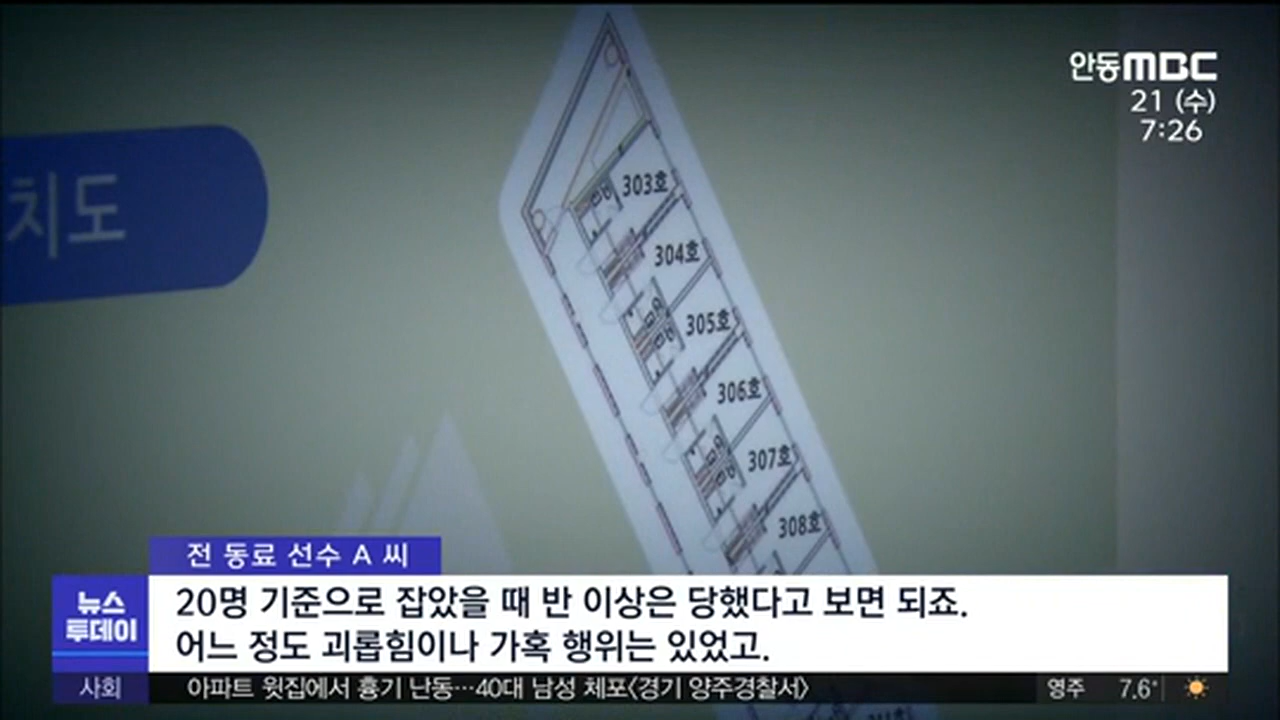 안동MBC
21 (수)
7:26
치도
303호
304호
305호
306호
307호
308호
전 동료 선수 A 씨
뉴스
투데이
20명 기준으로 잡았을 때 반 이상은 당했다고 보면 되죠.
어느 정도 괴롭힘이나 가혹 행위는 있었고.
사회
아파트 윗집에서 흉기 난동…40대 남성 체포<경기 양주경찰서>
영주 7.6°